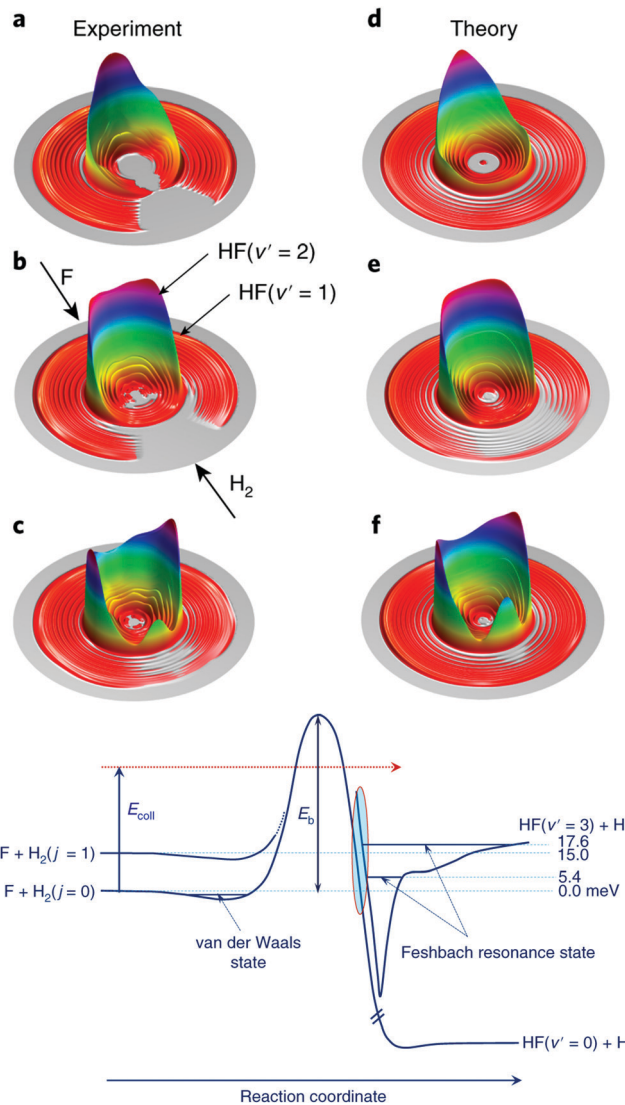 a
Experiment
d
Theory
b
F
HF(v′ = 2)
HF(v′ = 1)
e
H2
c
f
Ecoll
Eb
HF(v′ = 3) + H
17.6
F + H2(j = 1)
15.0
5.4
F + H2(j = 0)
0.0 meV
van der Waals
state
Feshbach resonance state
HF(v′ = 0) + H
Reaction coordinate